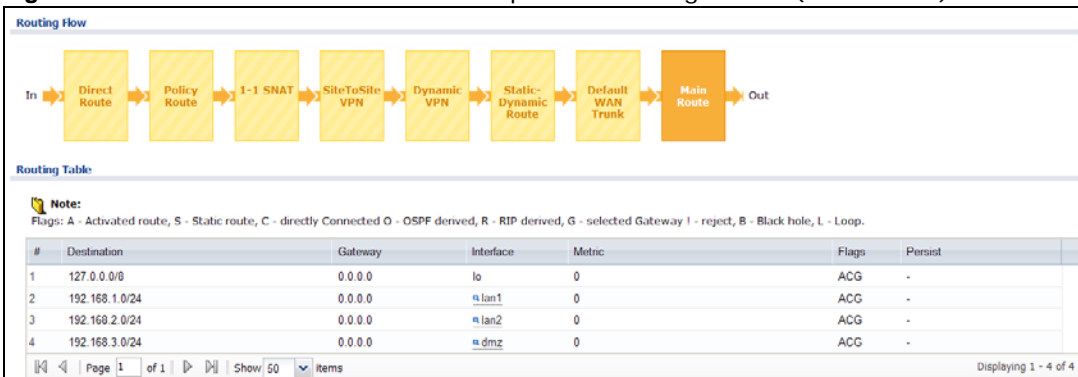 Routing Flow
In
Direct Route
Policy Route
1-1 SNAT
SiteToSite VPN
Dynamic VPN
Static-Dynamic Route
Default WAN Trunk
Main Route
Out
Routing Table
Note:
Flags: A - Activated route, S - Static route, C - directly Connected O - OSPF derived, R - RIP derived, G - selected Gateway ! - reject, B - Black hole, L - Loop.
# Destination Gateway Interface Metric Flags Persist
1 127.0.0.0/8 0.0.0.0 lo 0 ACG -
2 192.168.1.0/24 0.0.0.0 lan1 0 ACG -
3 192.168.2.0/24 0.0.0.0 lan2 0 ACG -
4 192.168.3.0/24 0.0.0.0 dmz 0 ACG -
Page 1 of 1 Show 50 items Displaying 1 - 4 of 4